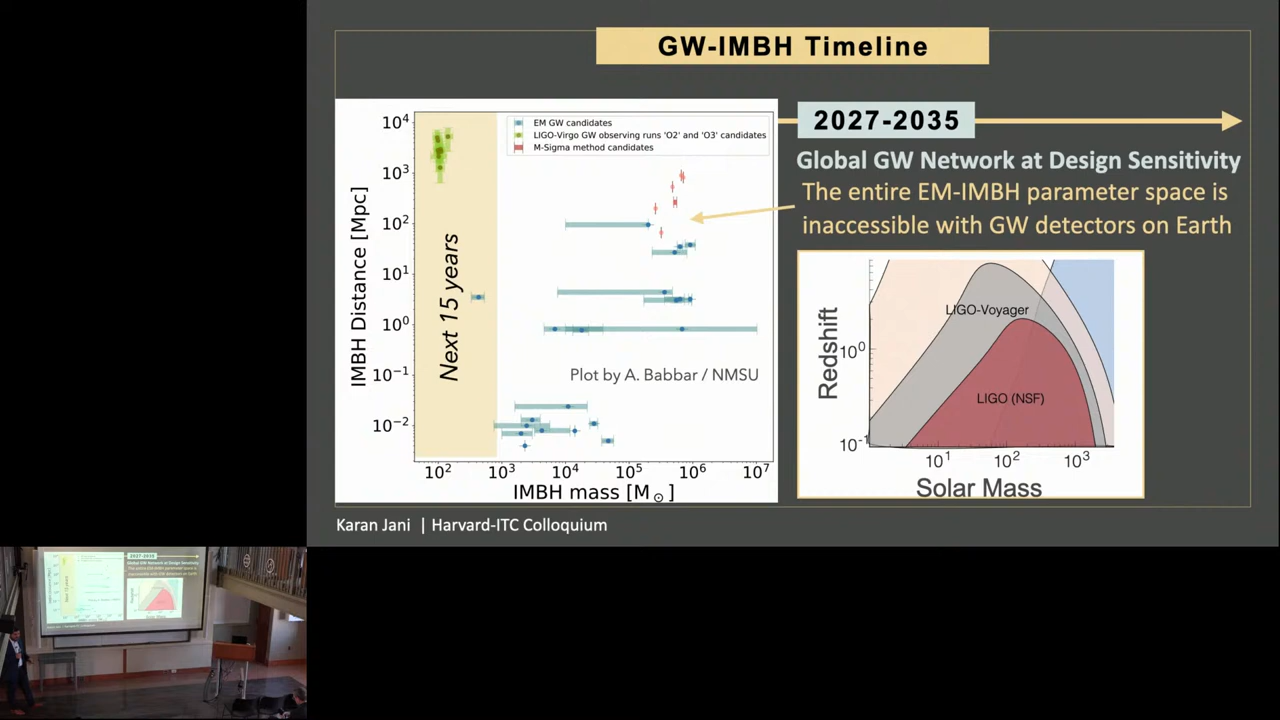 GW-IMBH Timeline
EM GW candidates
LIGO-Virgo GW observing runs 'O2' and 'O3' candidates
M-Sigma method candidates
IMBH Distance [Mpc]
10⁴
10³
10²
10¹
10⁰
10⁻¹
10⁻²
Next 15 years
Plot by A. Babbar / NMSU
10² 10³ 10⁴ 10⁵ 10⁶ 10⁷
IMBH mass [M☉]
2027-2035
Global GW Network at Design Sensitivity
The entire EM-IMBH parameter space is
inaccessible with GW detectors on Earth
Redshift
10⁰
10⁻¹
LIGO-Voyager
LIGO (NSF)
10¹ 10² 10³
Solar Mass
Karan Jani | Harvard-ITC Colloquium
2027-2035
Solar Mass